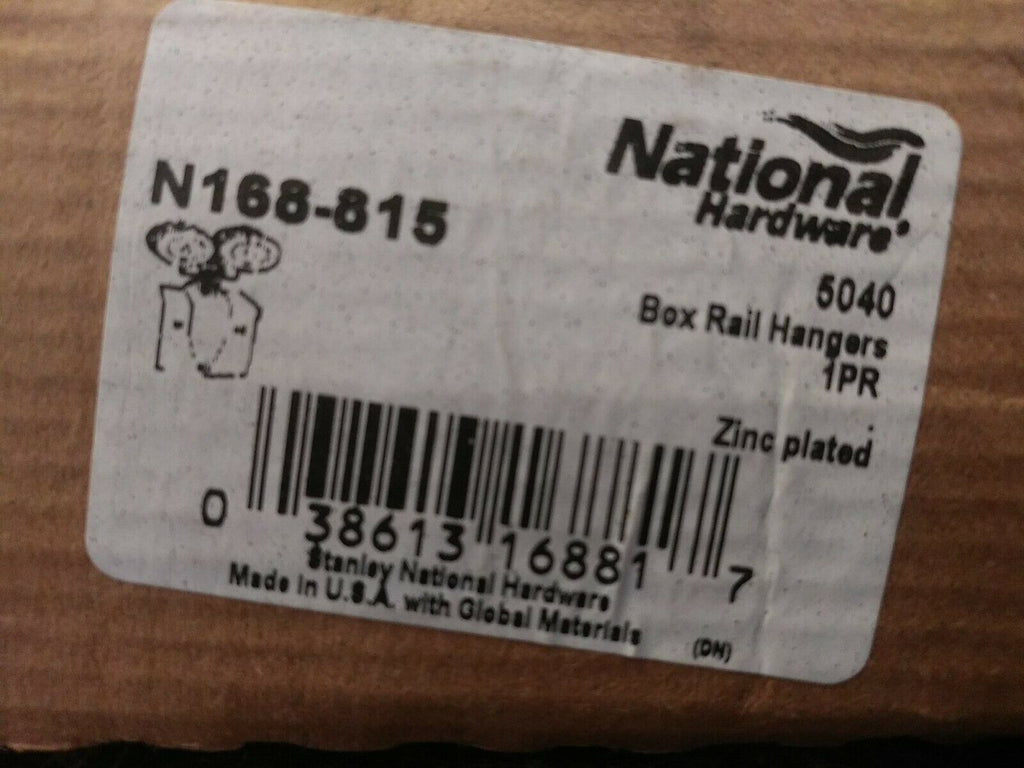 National
Hardware®
N168-815
5040
Box Rail Hangers
1PR
Zinc plated
0 38613 16881 7
Stanley National Hardware
Made in U.S.A. with Global Materials
(DN)